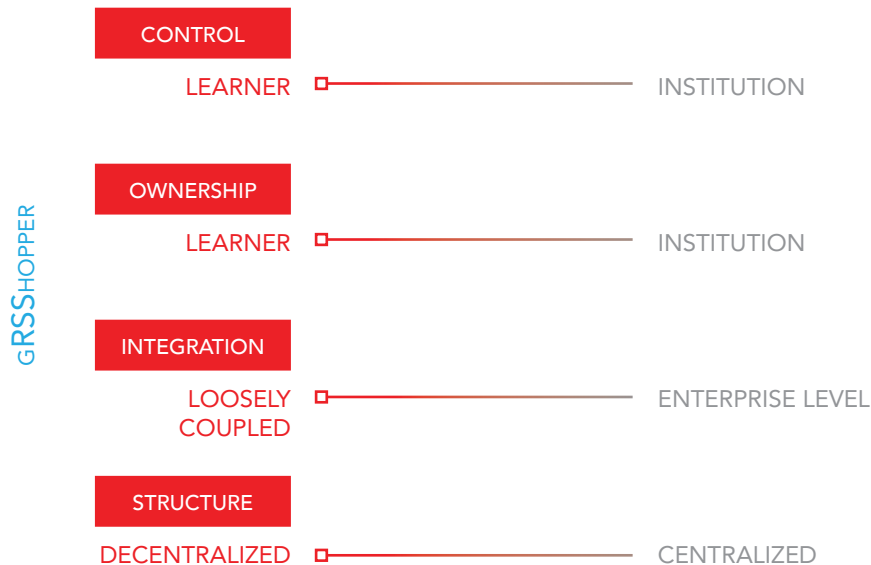 gRSSHOPPER
CONTROL
LEARNER INSTITUTION
OWNERSHIP
LEARNER INSTITUTION
INTEGRATION
LOOSELY ENTERPRISE LEVEL
COUPLED
STRUCTURE
DECENTRALIZED CENTRALIZED